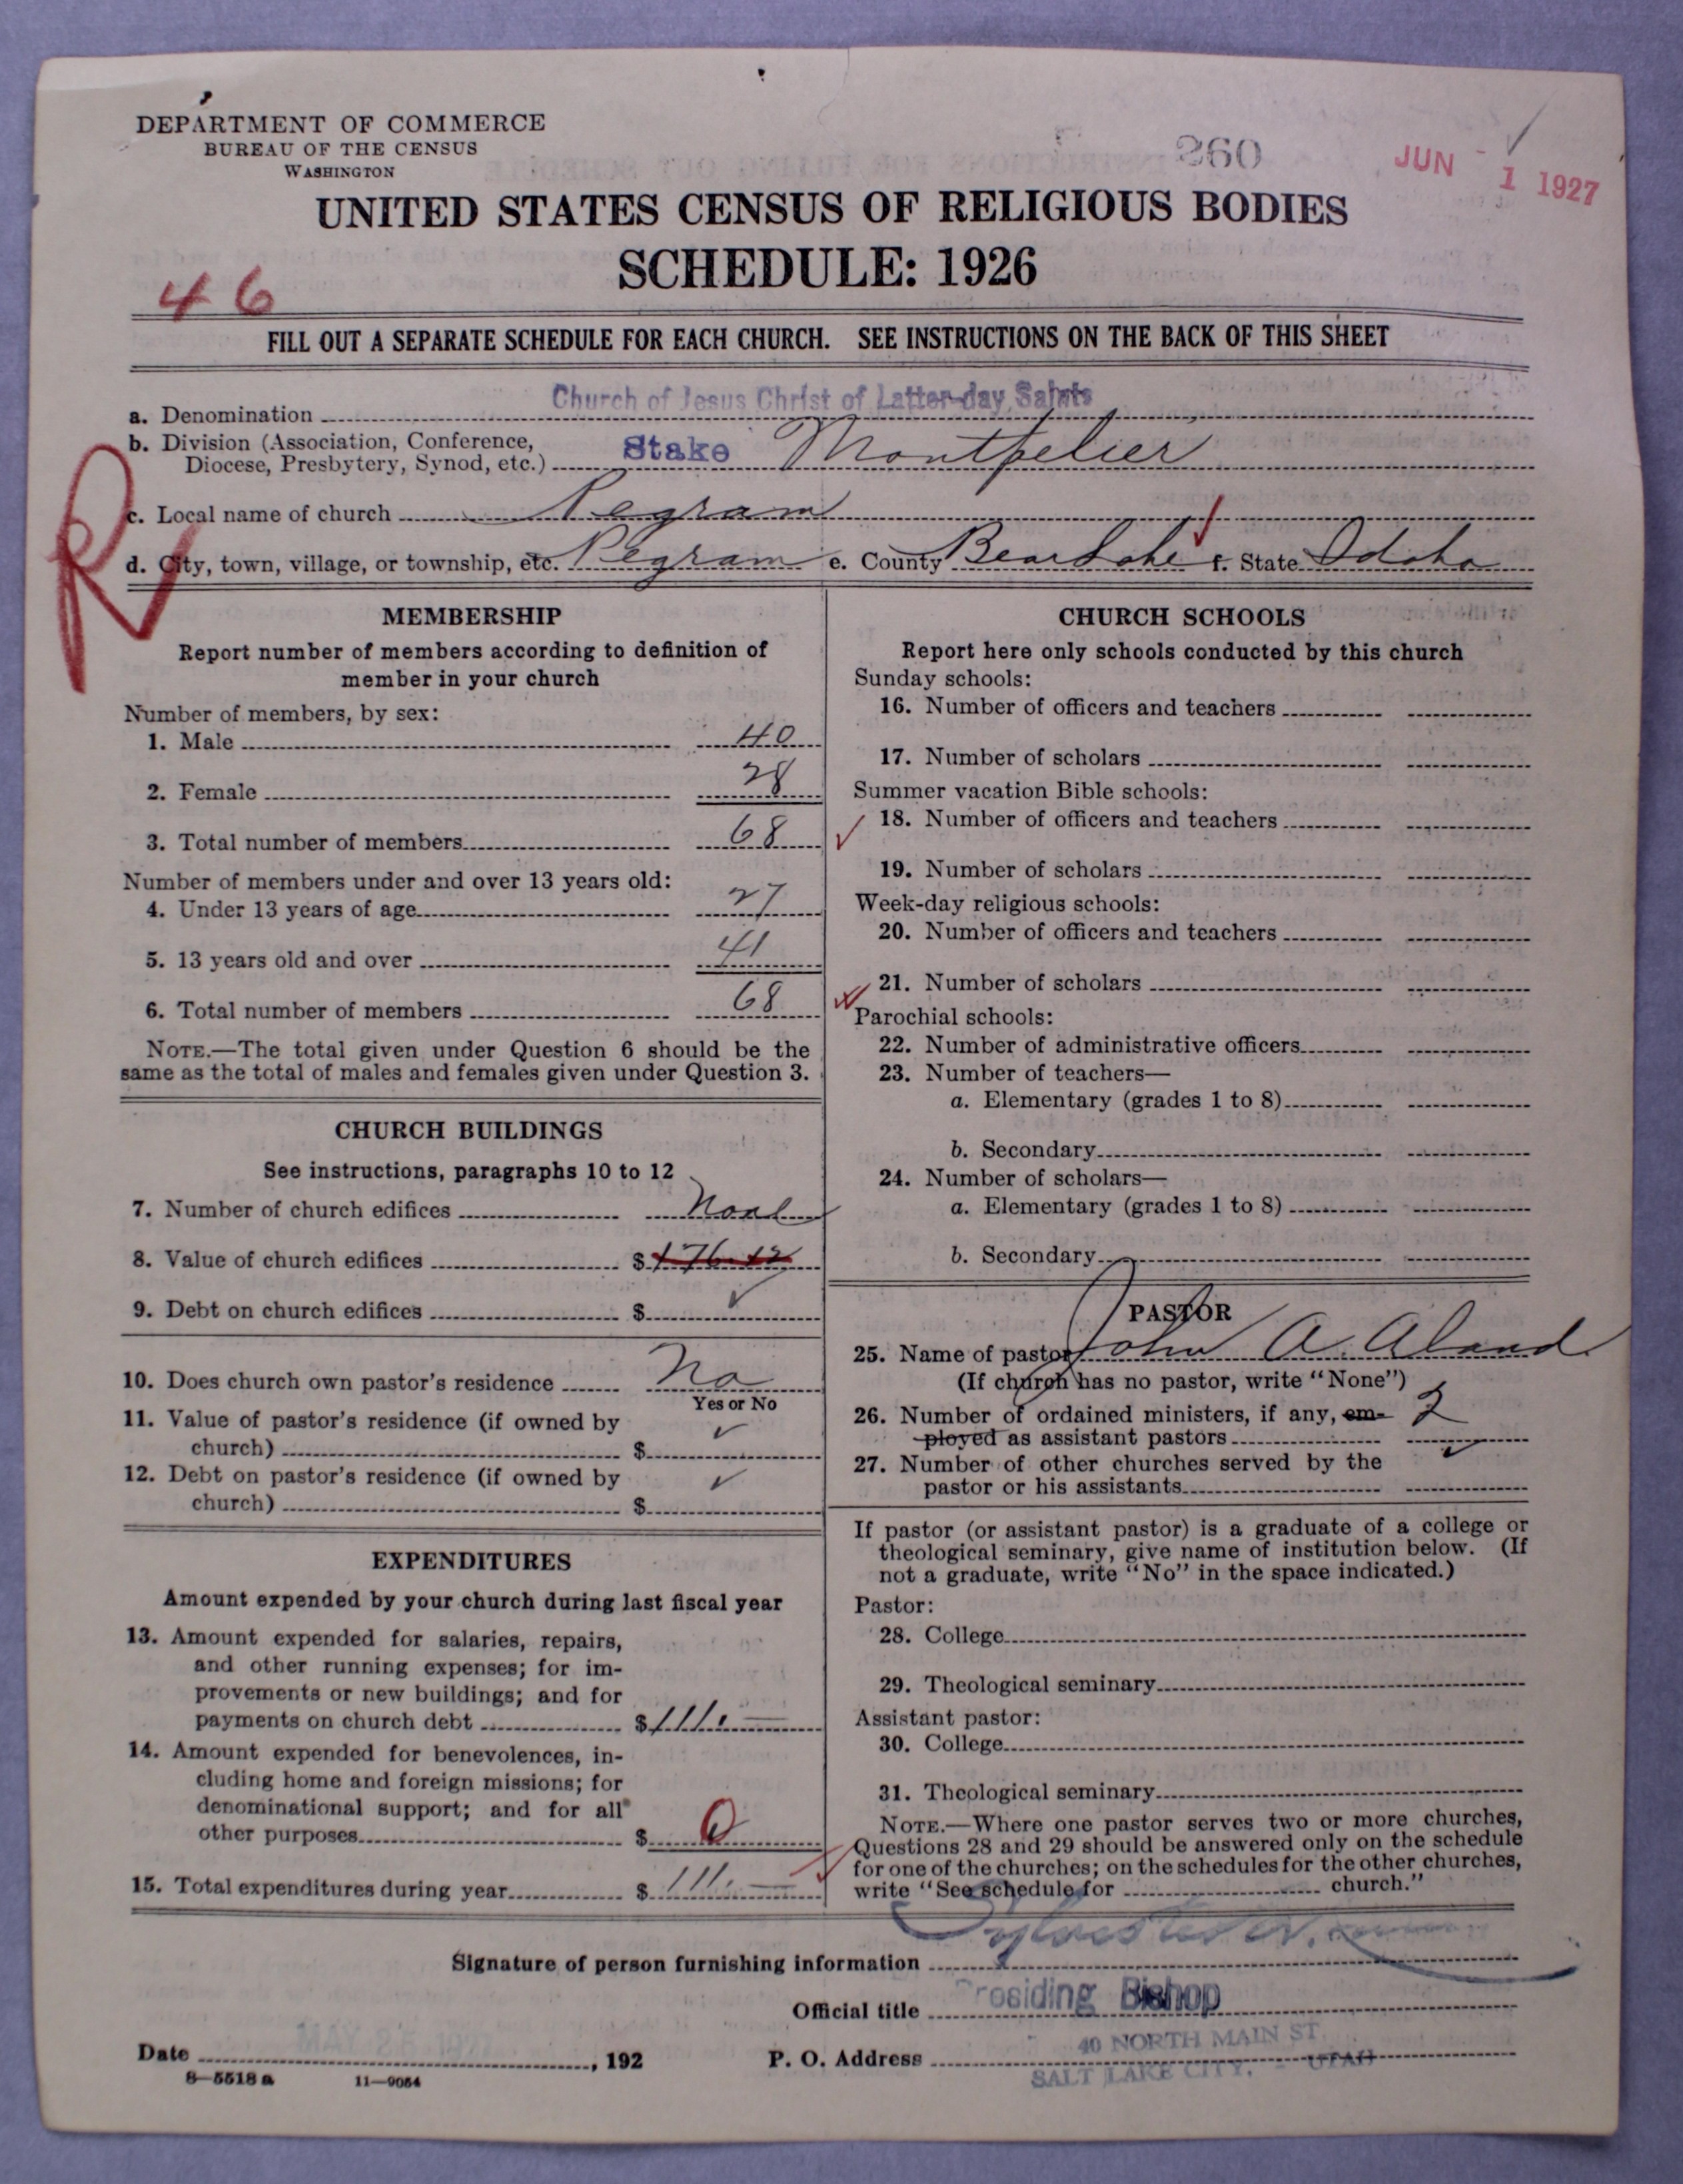 DEPARTMENT OF COMMERCE
BUREAU OF THE CENSUS
WASHINGTON
260
JUN - 1 1927
UNITED STATES CENSUS OF RELIGIOUS BODIES
SCHEDULE: 1926
46
FILL OUT A SEPARATE SCHEDULE FOR EACH CHURCH. SEE INSTRUCTIONS ON THE BACK OF THIS SHEET
a. Denomination Church of Jesus Christ of Latter-day Saints
b. Division (Association, Conference,
Diocese, Presbytery, Synod, etc.) Stake Montpelier
R
c. Local name of church Pegram
d. City, town, village, or township, etc. Pegram e. County Bear Lake f. State Idaho
MEMBERSHIP
Report number of members according to definition of
member in your church
Number of members, by sex:
1. Male 40
2. Female 28
3. Total number of members 68
Number of members under and over 13 years old:
4. Under 13 years of age 27
5. 13 years old and over 41
6. Total number of members 68
NOTE.—The total given under Question 6 should be the
same as the total of males and females given under Question 3.
CHURCH BUILDINGS
See instructions, paragraphs 10 to 12
7. Number of church edifices None
8. Value of church edifices $ 176.12
9. Debt on church edifices $ ✓
10. Does church own pastor's residence No
Yes or No
11. Value of pastor's residence (if owned by
church) $ ✓
12. Debt on pastor's residence (if owned by
church) $ ✓
EXPENDITURES
Amount expended by your church during last fiscal year
13. Amount expended for salaries, repairs,
and other running expenses; for im-
provements or new buildings; and for
payments on church debt $ 111. —
14. Amount expended for benevolences, in-
cluding home and foreign missions; for
denominational support; and for all
other purposes $ 0
15. Total expenditures during year $ 111. —
CHURCH SCHOOLS
Report here only schools conducted by this church
Sunday schools:
16. Number of officers and teachers
17. Number of scholars
Summer vacation Bible schools:
18. Number of officers and teachers
19. Number of scholars
Week-day religious schools:
20. Number of officers and teachers
21. Number of scholars
Parochial schools:
22. Number of administrative officers
23. Number of teachers—
a. Elementary (grades 1 to 8)
b. Secondary
24. Number of scholars—
a. Elementary (grades 1 to 8)
b. Secondary
PASTOR
25. Name of pastor John A. Aland
(If church has no pastor, write "None")
26. Number of ordained ministers, if any, em-
ployed as assistant pastors 2
27. Number of other churches served by the
pastor or his assistants ✓
If pastor (or assistant pastor) is a graduate of a college or
theological seminary, give name of institution below. (If
not a graduate, write "No" in the space indicated.)
Pastor:
28. College
29. Theological seminary
Assistant pastor:
30. College
31. Theological seminary
NOTE.—Where one pastor serves two or more churches,
Questions 28 and 29 should be answered only on the schedule
for one of the churches; on the schedules for the other churches,
write "See schedule for church."
Signature of person furnishing information Sylvester
Official title Presiding Bishop
Date MAY 25 1927, 192 P. O. Address 40 NORTH MAIN ST.
SALT LAKE CITY, - UTAH
8—5518 a 11—9054